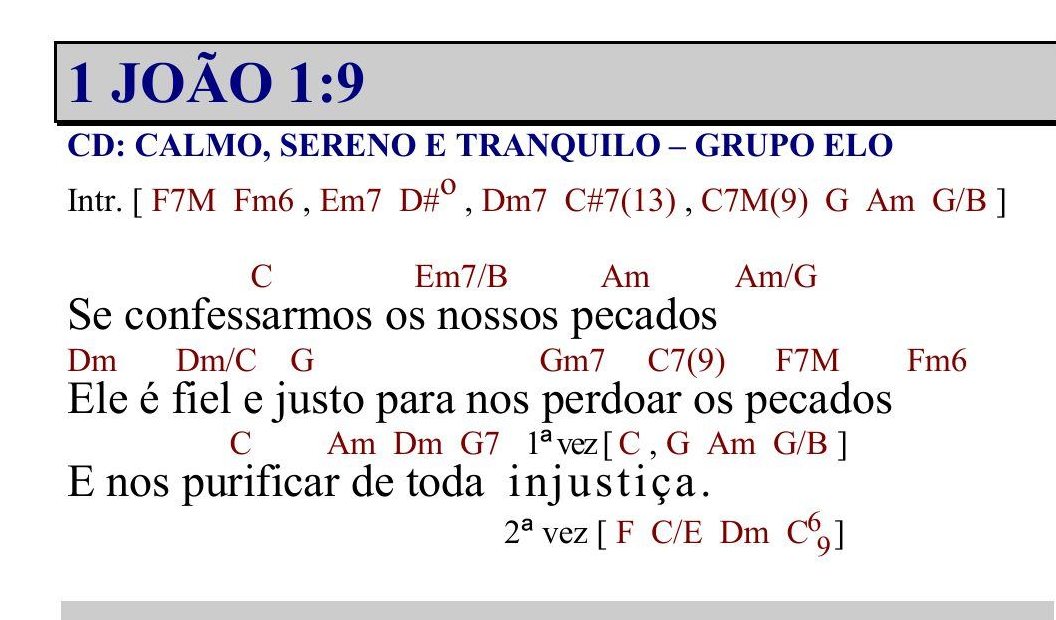 1 JOÃO 1:9
CD: CALMO, SERENO E TRANQUILO – GRUPO ELO
Intr. [ F7M Fm6 , Em7 D#º , Dm7 C#7(13) , C7M(9) G Am G/B ]
C Em7/B Am Am/G
Se confessarmos os nossos pecados
Dm Dm/C G Gm7 C7(9) F7M Fm6
Ele é fiel e justo para nos perdoar os pecados
C Am Dm G7 1ª vez [ C , G Am G/B ]
E nos purificar de toda injustiça.
2ª vez [ F C/E Dm C⁶₉ ]